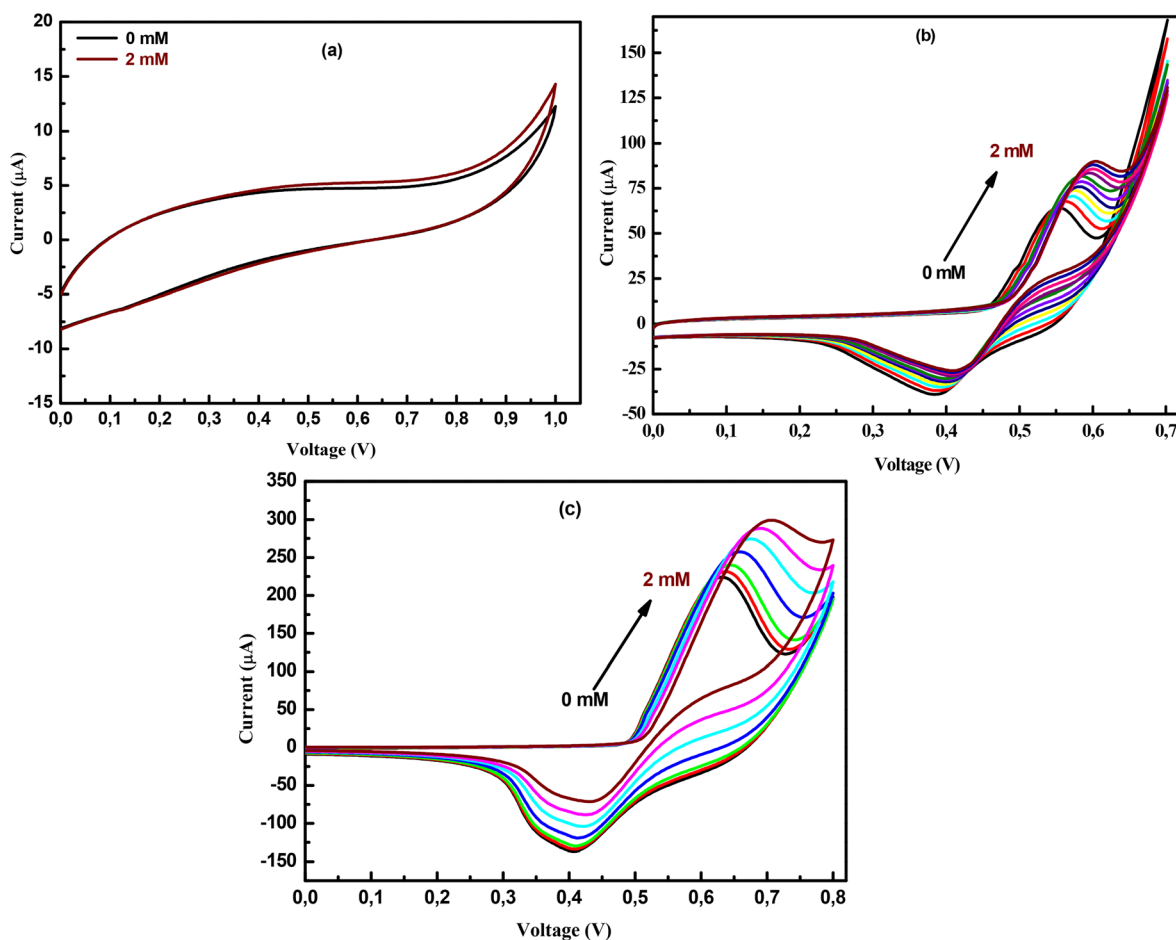 (a)
0 mM
2 mM
20
15
10
5
0
-5
-10
-15
Current (μA)
0,0 0,1 0,2 0,3 0,4 0,5 0,6 0,7 0,8 0,9 1,0
Voltage (V)
(b)
2 mM
0 mM
150
125
100
75
50
25
0
-25
-50
Current (μA)
0,0 0,1 0,2 0,3 0,4 0,5 0,6 0,7
Voltage (V)
(c)
2 mM
0 mM
350
300
250
200
150
100
50
0
-50
-100
-150
Current (μA)
0,0 0,1 0,2 0,3 0,4 0,5 0,6 0,7 0,8
Voltage (V)